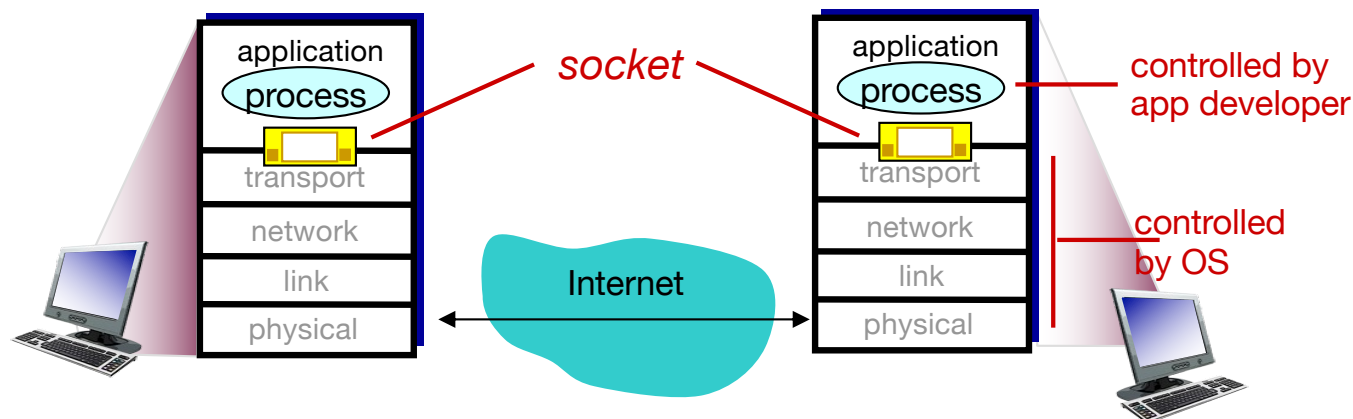 application
process
transport
network
link
physical
socket
Internet
application
process
transport
network
link
physical
controlled by
app developer
controlled
by OS